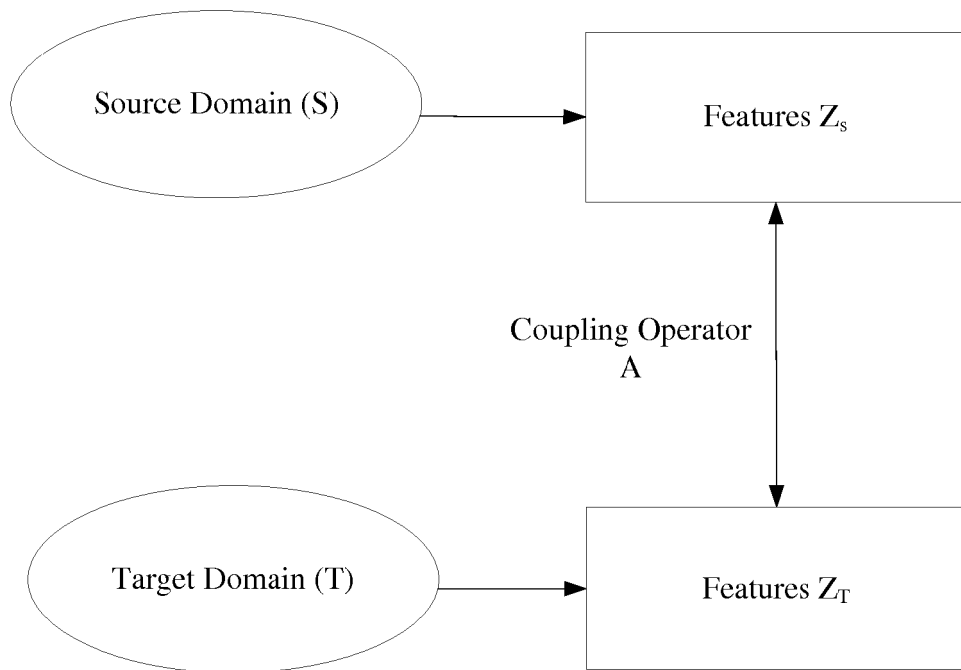 Source Domain (S)
Features Zs
Coupling Operator
A
Target Domain (T)
Features ZT